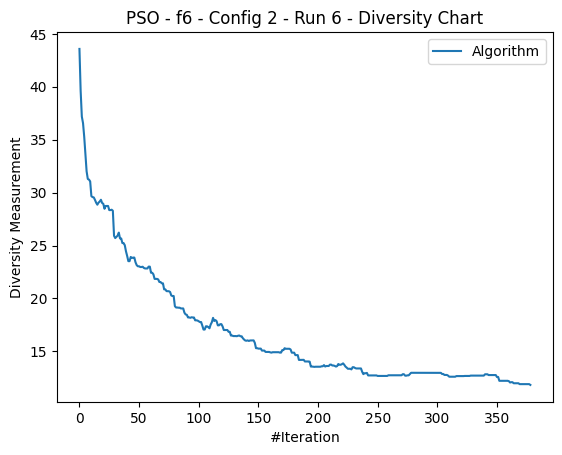 PSO - f6 - Config 2 - Run 6 - Diversity Chart
Algorithm
Diversity Measurement
45
40
35
30
25
20
15
0 50 100 150 200 250 300 350
#Iteration